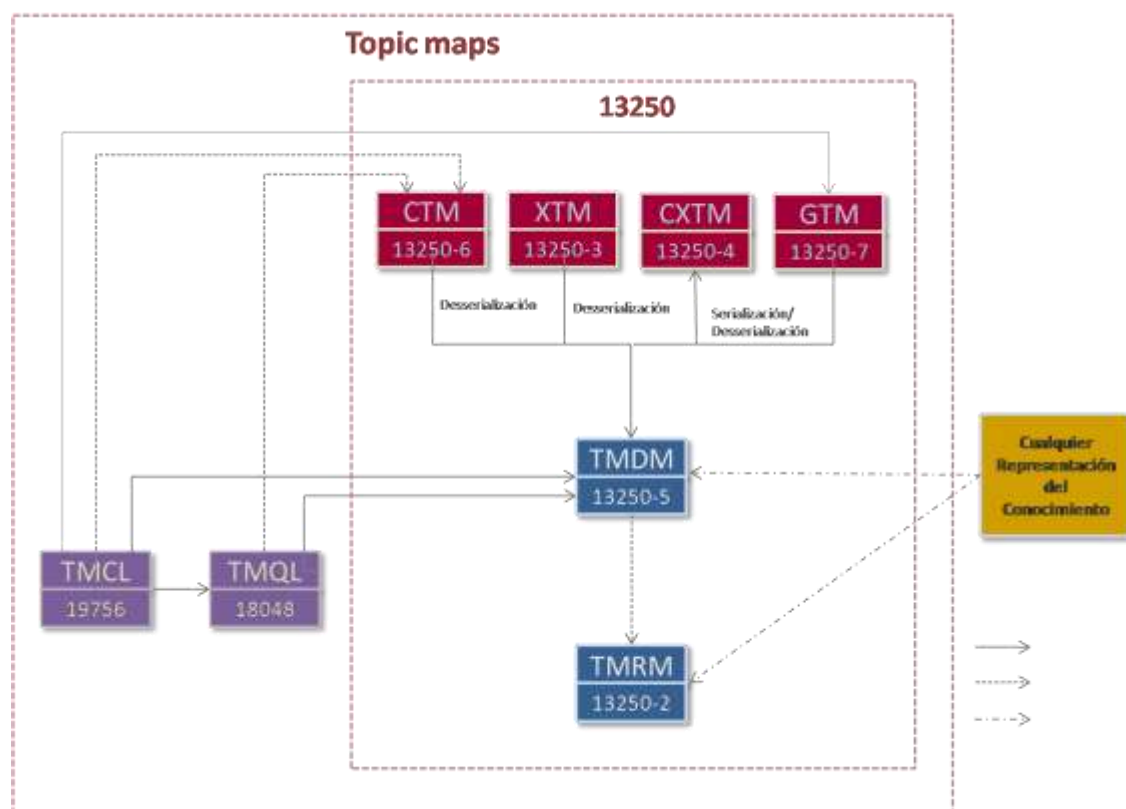 Topic maps
13250
CTM
13250-6
XTM
13250-3
CXTM
13250-4
GTM
13250-7
Desserialización
Desserialización
Serialización/
Desserialización
TMDM
13250-5
Cualquier
Representación
del
Conocimiento
TMCL
19756
TMQL
18048
TMRM
13250-2